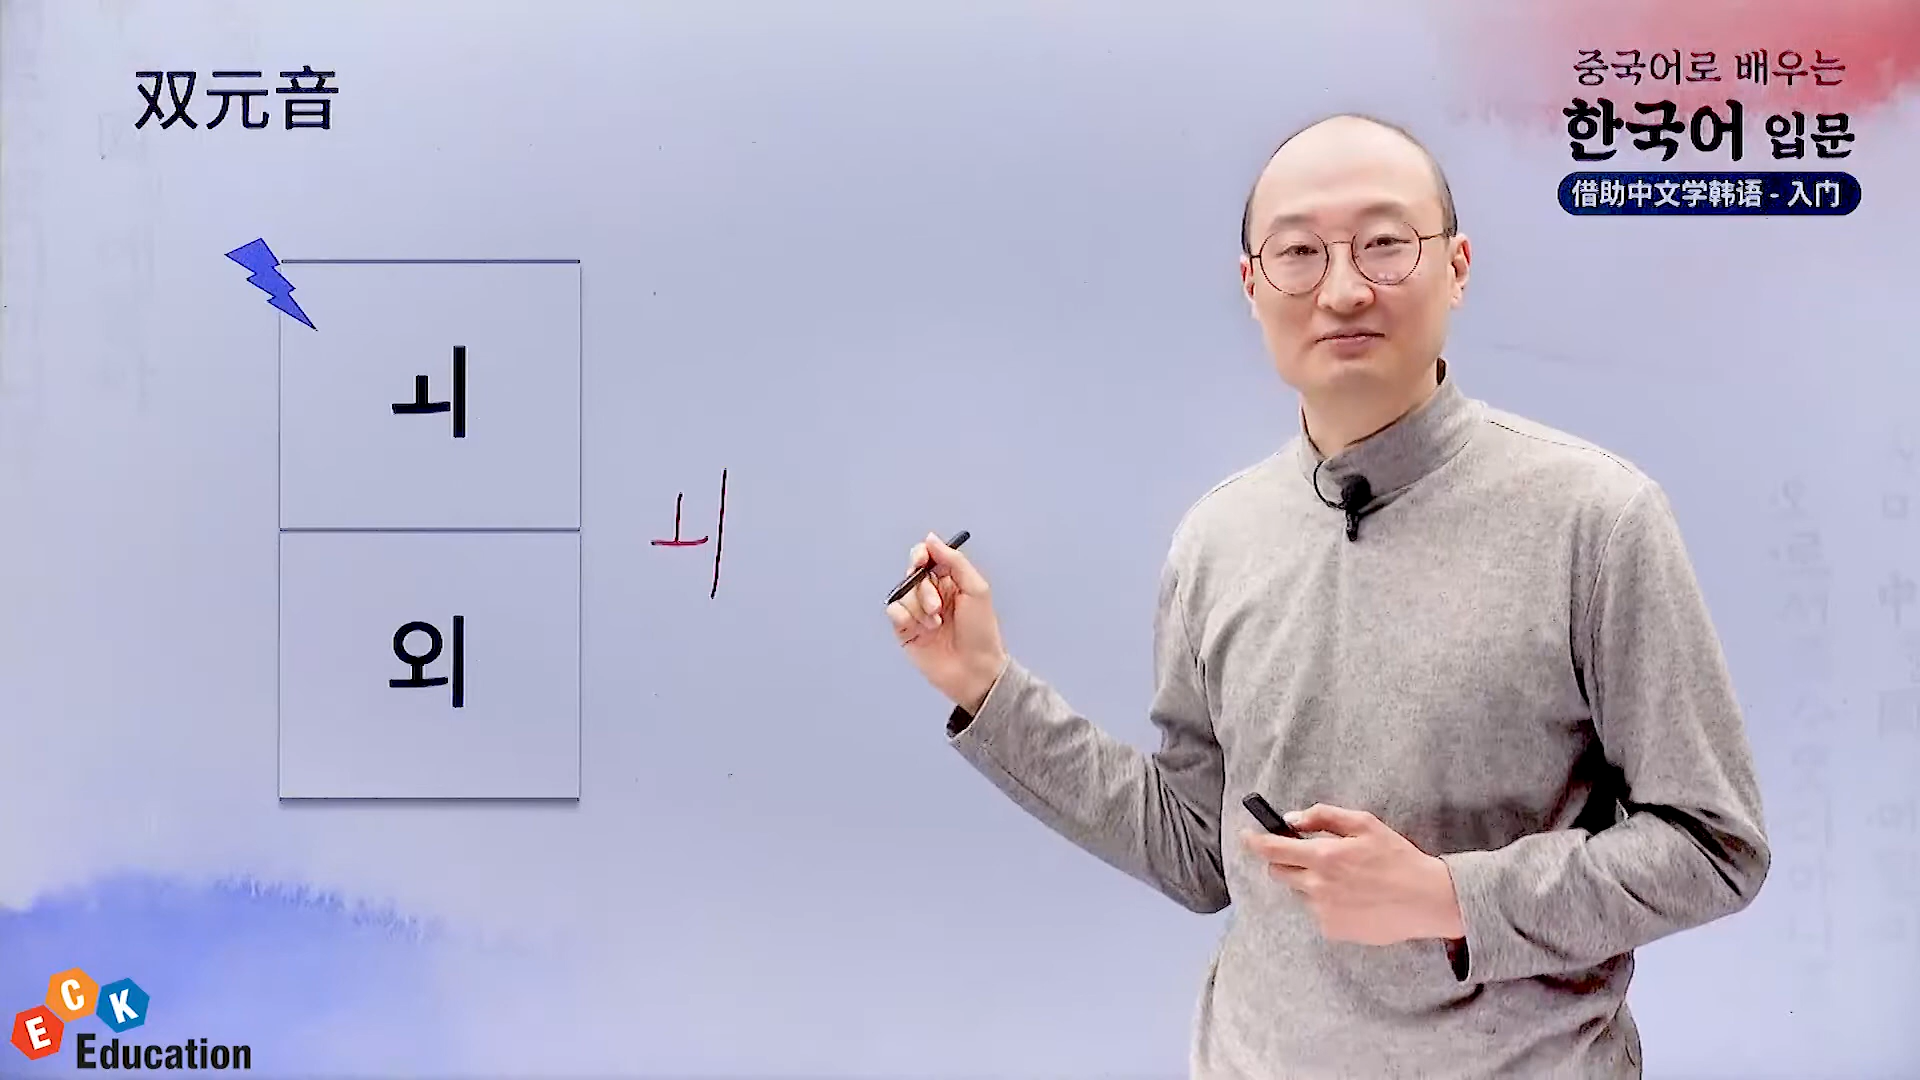 双元音
중국어로 배우는
한국어 입문
借助中文学韩语 - 入门
ㅚ
ㅚ
외
ECK
Education